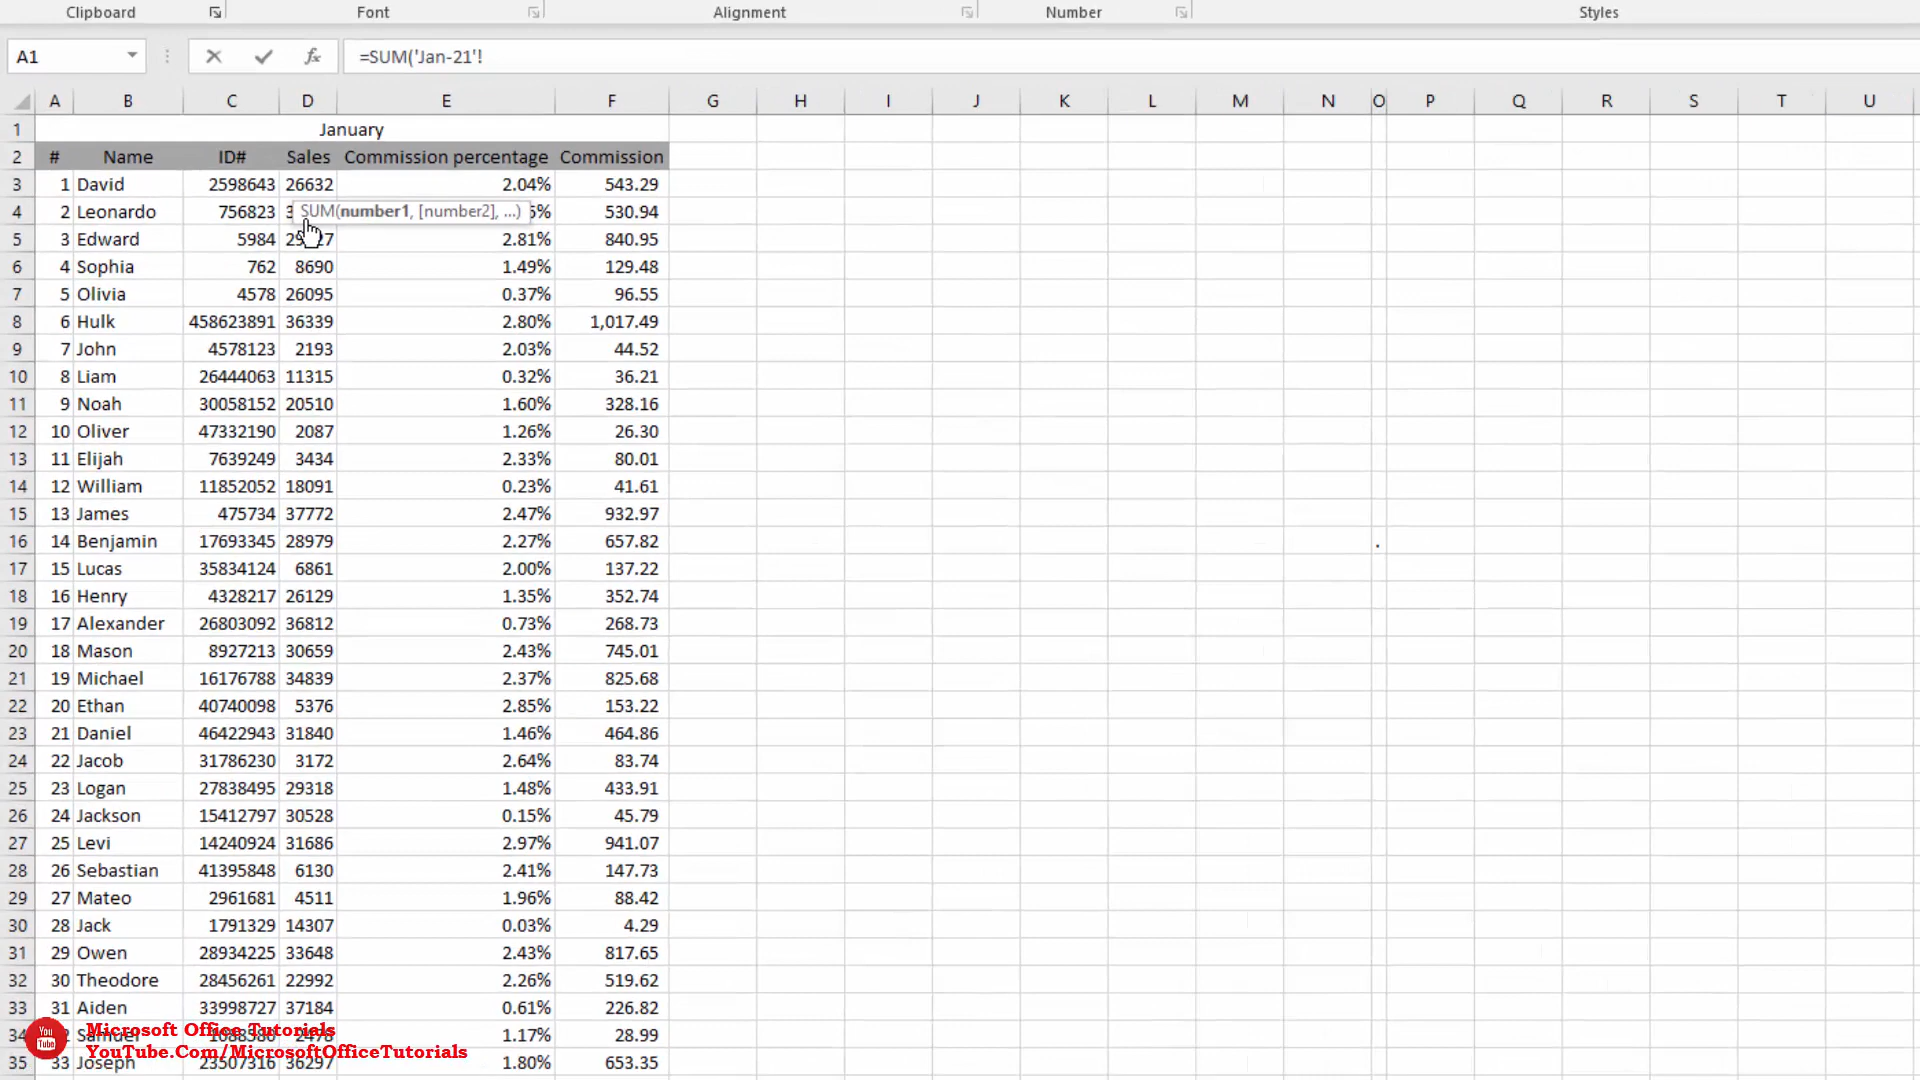 Clipboard Font Alignment Number Styles
A1 fx =SUM('Jan-21'!
A B C D E F G H I J K L M N O P Q R S T U
1 January
2 # Name ID# Sales Commission percentage Commission
3 1 David 2598643 26632 2.04% 543.29
SUM(number1, [number2], ...)
4 2 Leonardo 756823 530.94
5 3 Edward 5984 2.81% 840.95
6 4 Sophia 762 8690 1.49% 129.48
7 5 Olivia 4578 26095 0.37% 96.55
8 6 Hulk 458623891 36339 2.80% 1,017.49
9 7 John 4578123 2193 2.03% 44.52
10 8 Liam 26444063 11315 0.32% 36.21
11 9 Noah 30058152 20510 1.60% 328.16
12 10 Oliver 47332190 2087 1.26% 26.30
13 11 Elijah 7639249 3434 2.33% 80.01
14 12 William 11852052 18091 0.23% 41.61
15 13 James 475734 37772 2.47% 932.97
16 14 Benjamin 17693345 28979 2.27% 657.82
17 15 Lucas 35834124 6861 2.00% 137.22
18 16 Henry 4328217 26129 1.35% 352.74
19 17 Alexander 26803092 36812 0.73% 268.73
20 18 Mason 8927213 30659 2.43% 745.01
21 19 Michael 16176788 34839 2.37% 825.68
22 20 Ethan 40740098 5376 2.85% 153.22
23 21 Daniel 46422943 31840 1.46% 464.86
24 22 Jacob 31786230 3172 2.64% 83.74
25 23 Logan 27838495 29318 1.48% 433.91
26 24 Jackson 15412797 30528 0.15% 45.79
27 25 Levi 14240924 31686 2.97% 941.07
28 26 Sebastian 41395848 6130 2.41% 147.73
29 27 Mateo 2961681 4511 1.96% 88.42
30 28 Jack 1791329 14307 0.03% 4.29
31 29 Owen 28934225 33648 2.43% 817.65
32 30 Theodore 28456261 22992 2.26% 519.62
33 31 Aiden 33998727 37184 0.61% 226.82
34 Samuel 1088580 2478 1.17% 28.99
35 33 Joseph 23507316 36297 1.80% 653.35
You Tube
Microsoft Office Tutorials
YouTube.Com/MicrosoftOfficeTutorials